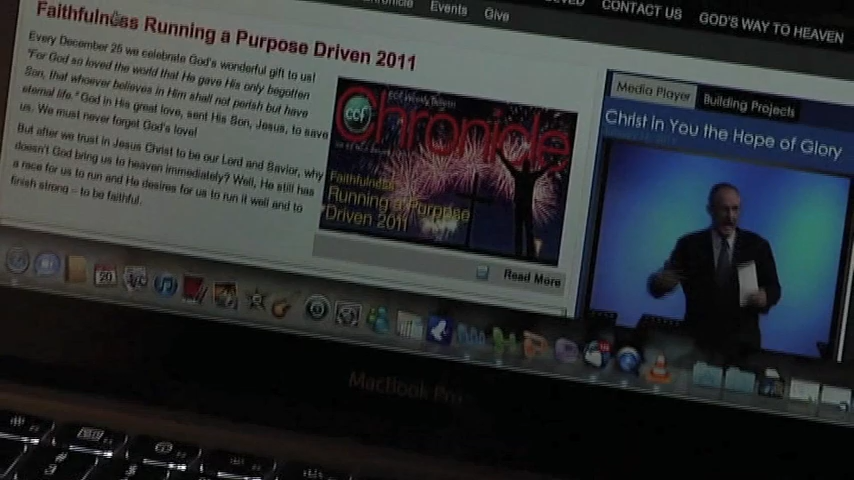 Chronicle Events Give
CONTACT US GOD'S WAY TO HEAVEN
Faithfulness Running a Purpose Driven 2011
Every December 25 we celebrate God's wonderful gift to us!
"For God so loved the world that He gave His only begotten
Son, that whoever believes in Him shall not perish but have
eternal life." God in His great love, sent His Son, Jesus, to save
us. We must never forget God's love!
But after we trust in Jesus Christ to be our Lord and Savior, why
doesn't God bring us to heaven immediately? Well, He still has
a race for us to run and He desires for us to run it well and to
finish strong – to be faithful.
ccf Weekly Bulletin
ccf
Chronicle
Faithfulness
Running a Purpose
Driven 2011
Read More
Media Player Building Projects
Christ in You the Hope of Glory
20
MacBook Pro